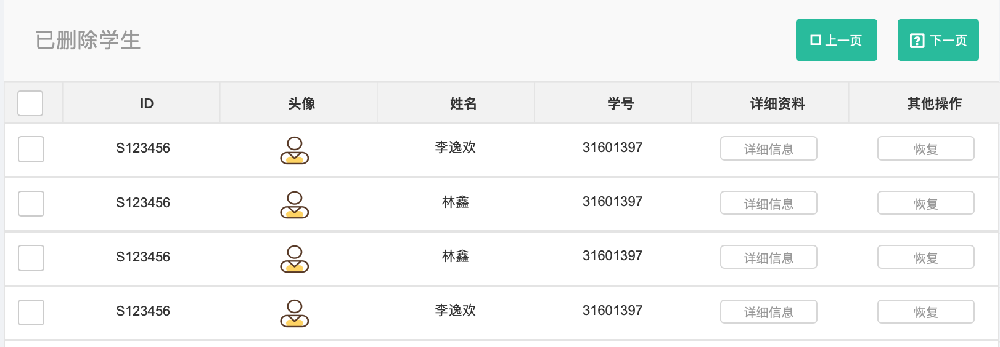 已删除学生
上一页 下一页
ID 头像 姓名 学号 详细资料 其他操作
S123456 李逸欢 31601397 详细信息 恢复
S123456 林鑫 31601397 详细信息 恢复
S123456 林鑫 31601397 详细信息 恢复
S123456 李逸欢 31601397 详细信息 恢复